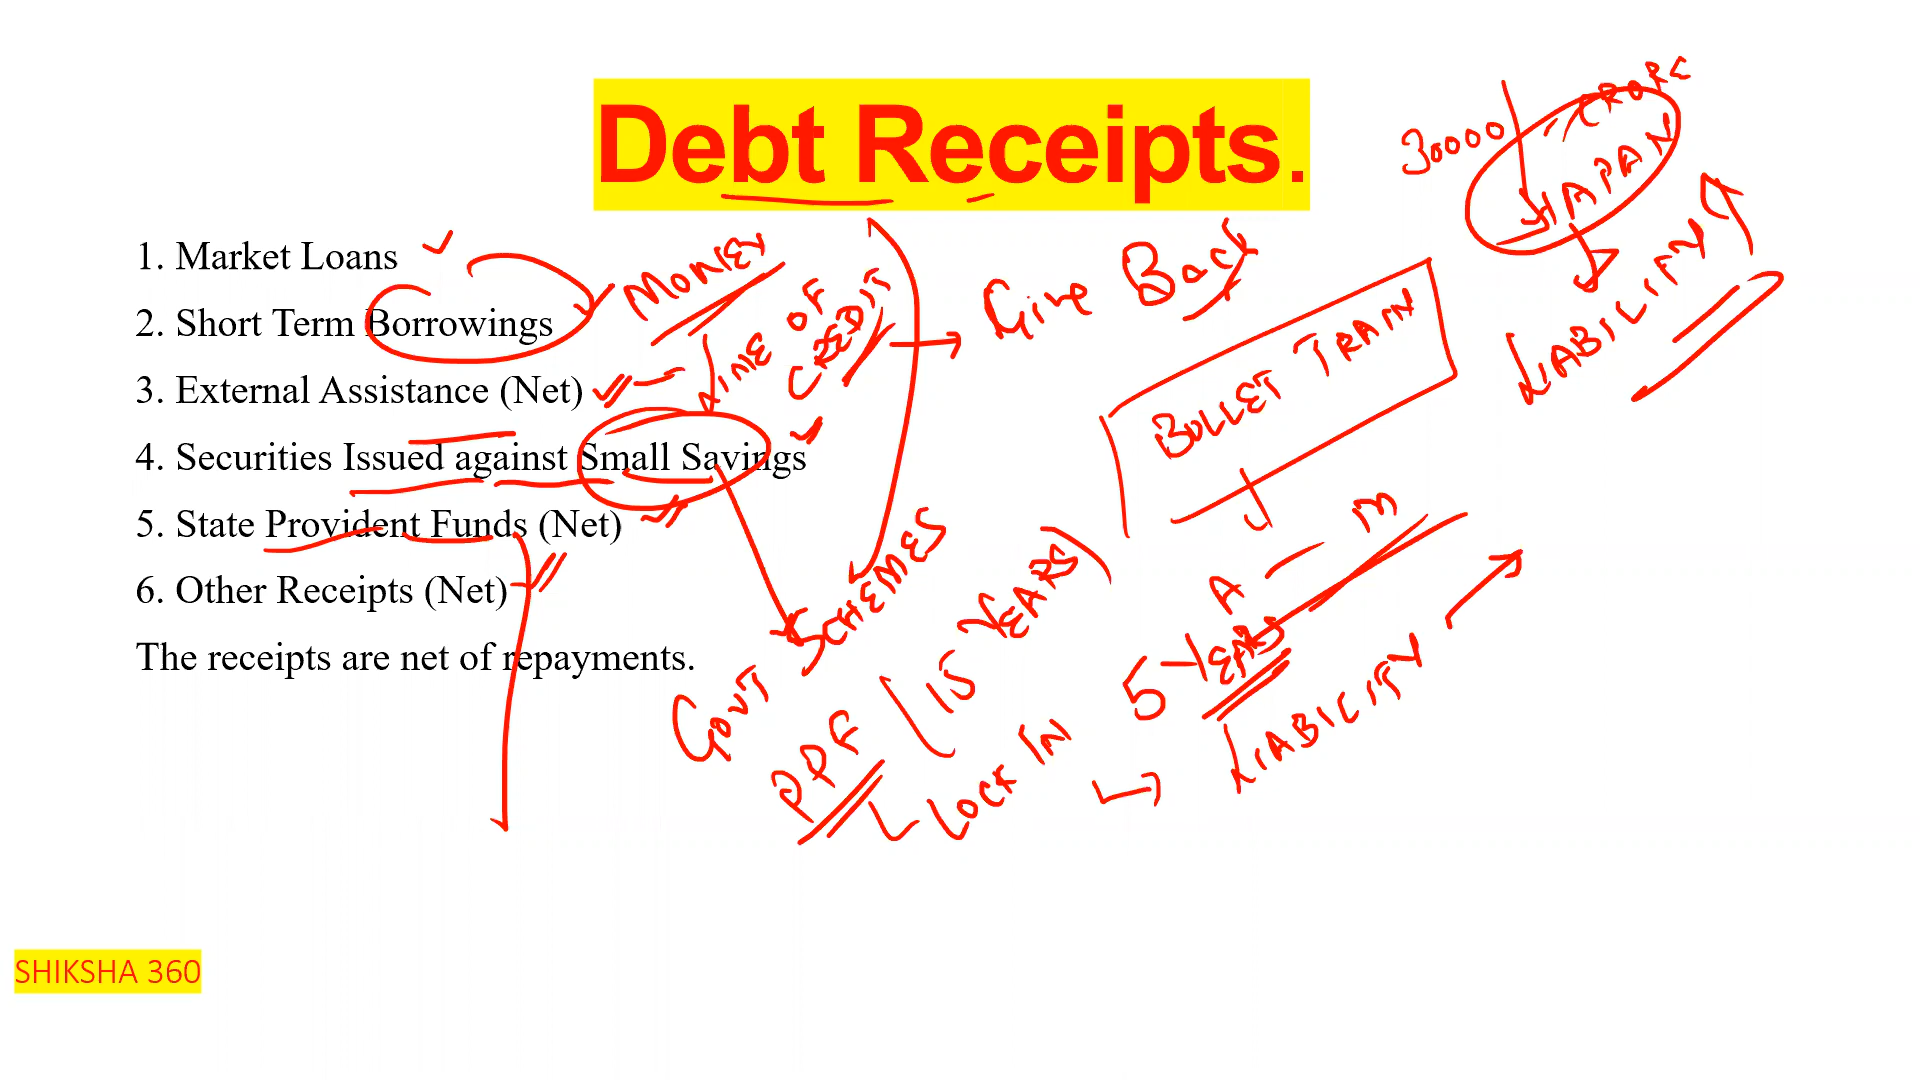 Debt Receipts.
30000 CRORE
JAPAN
LIABILITY
1. Market Loans
2. Short Term Borrowings
MONEY
LINE OF CREDIT
Give Back
3. External Assistance (Net)
BULLET TRAIN
4. Securities Issued against Small Savings
5. State Provident Funds (Net)
A - M
6. Other Receipts (Net)
GOVT SCHEMES
The receipts are net of repayments.
PPF (15 YEARS)
LOCK IN
5 YEARS
LIABILITY
SHIKSHA 360